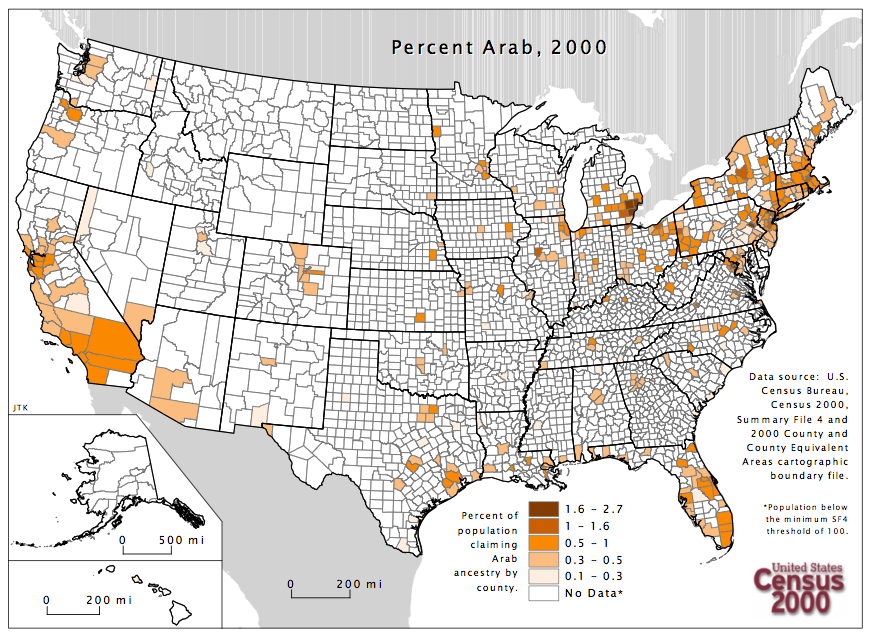 Percent Arab, 2000
Data source: U.S.
Census Bureau,
Census 2000,
Summary File 4 and
2000 County and
County Equivalent
Areas cartographic
boundary file.
*Population below
the minimum SF4
threshold of 100.
JTK
0 500 mi
0 200 mi
0 200 mi
Percent of
population
claiming
Arab
ancestry by
county.
1.6 – 2.7
1 – 1.6
0.5 – 1
0.3 – 0.5
0.1 – 0.3
No Data*
United States
Census
2000